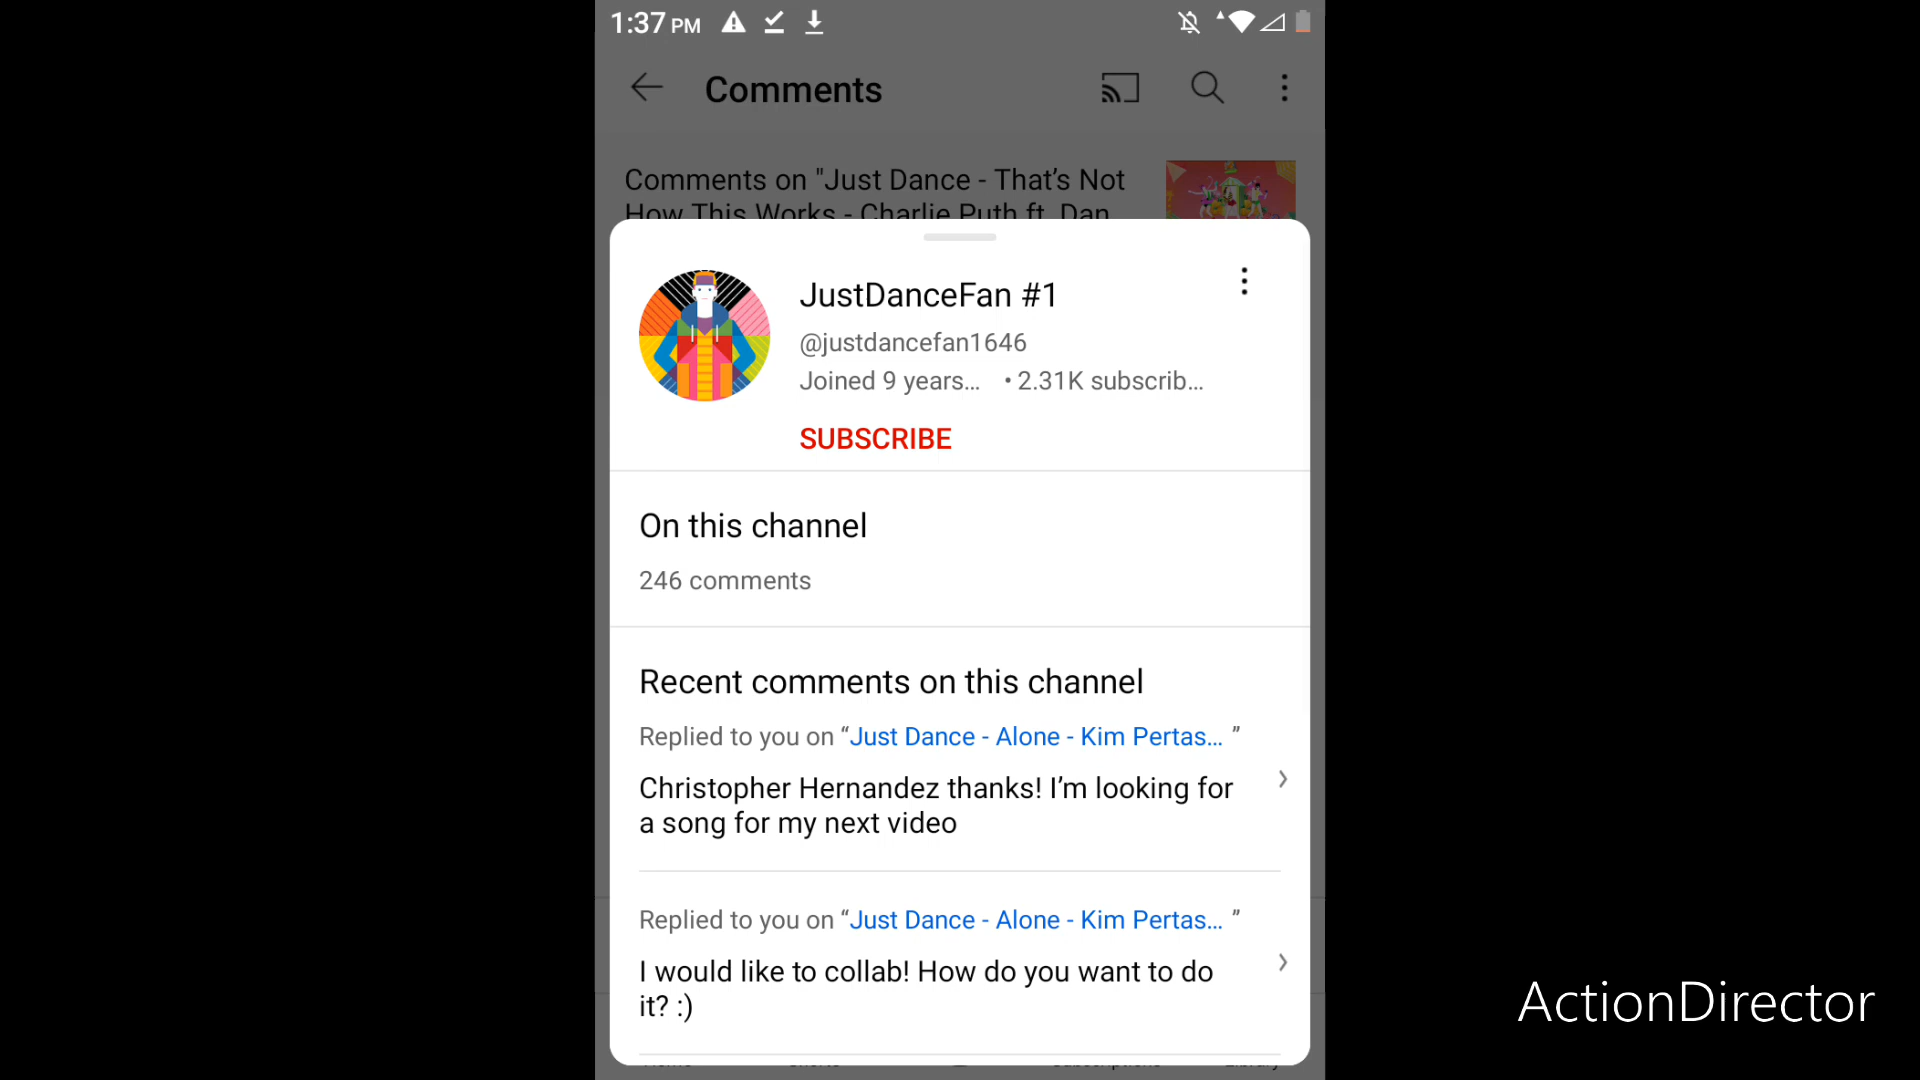 1:37 PM
Comments
Comments on "Just Dance - That's Not
How This Works - Charlie Puth ft. Dan
JustDanceFan #1
@justdancefan1646
Joined 9 years... • 2.31K subscrib...
SUBSCRIBE
On this channel
246 comments
Recent comments on this channel
Replied to you on “Just Dance - Alone - Kim Pertas... ”
Christopher Hernandez thanks! I’m looking for
a song for my next video
Replied to you on “Just Dance - Alone - Kim Pertas... ”
I would like to collab! How do you want to do
it? :)
ActionDirector